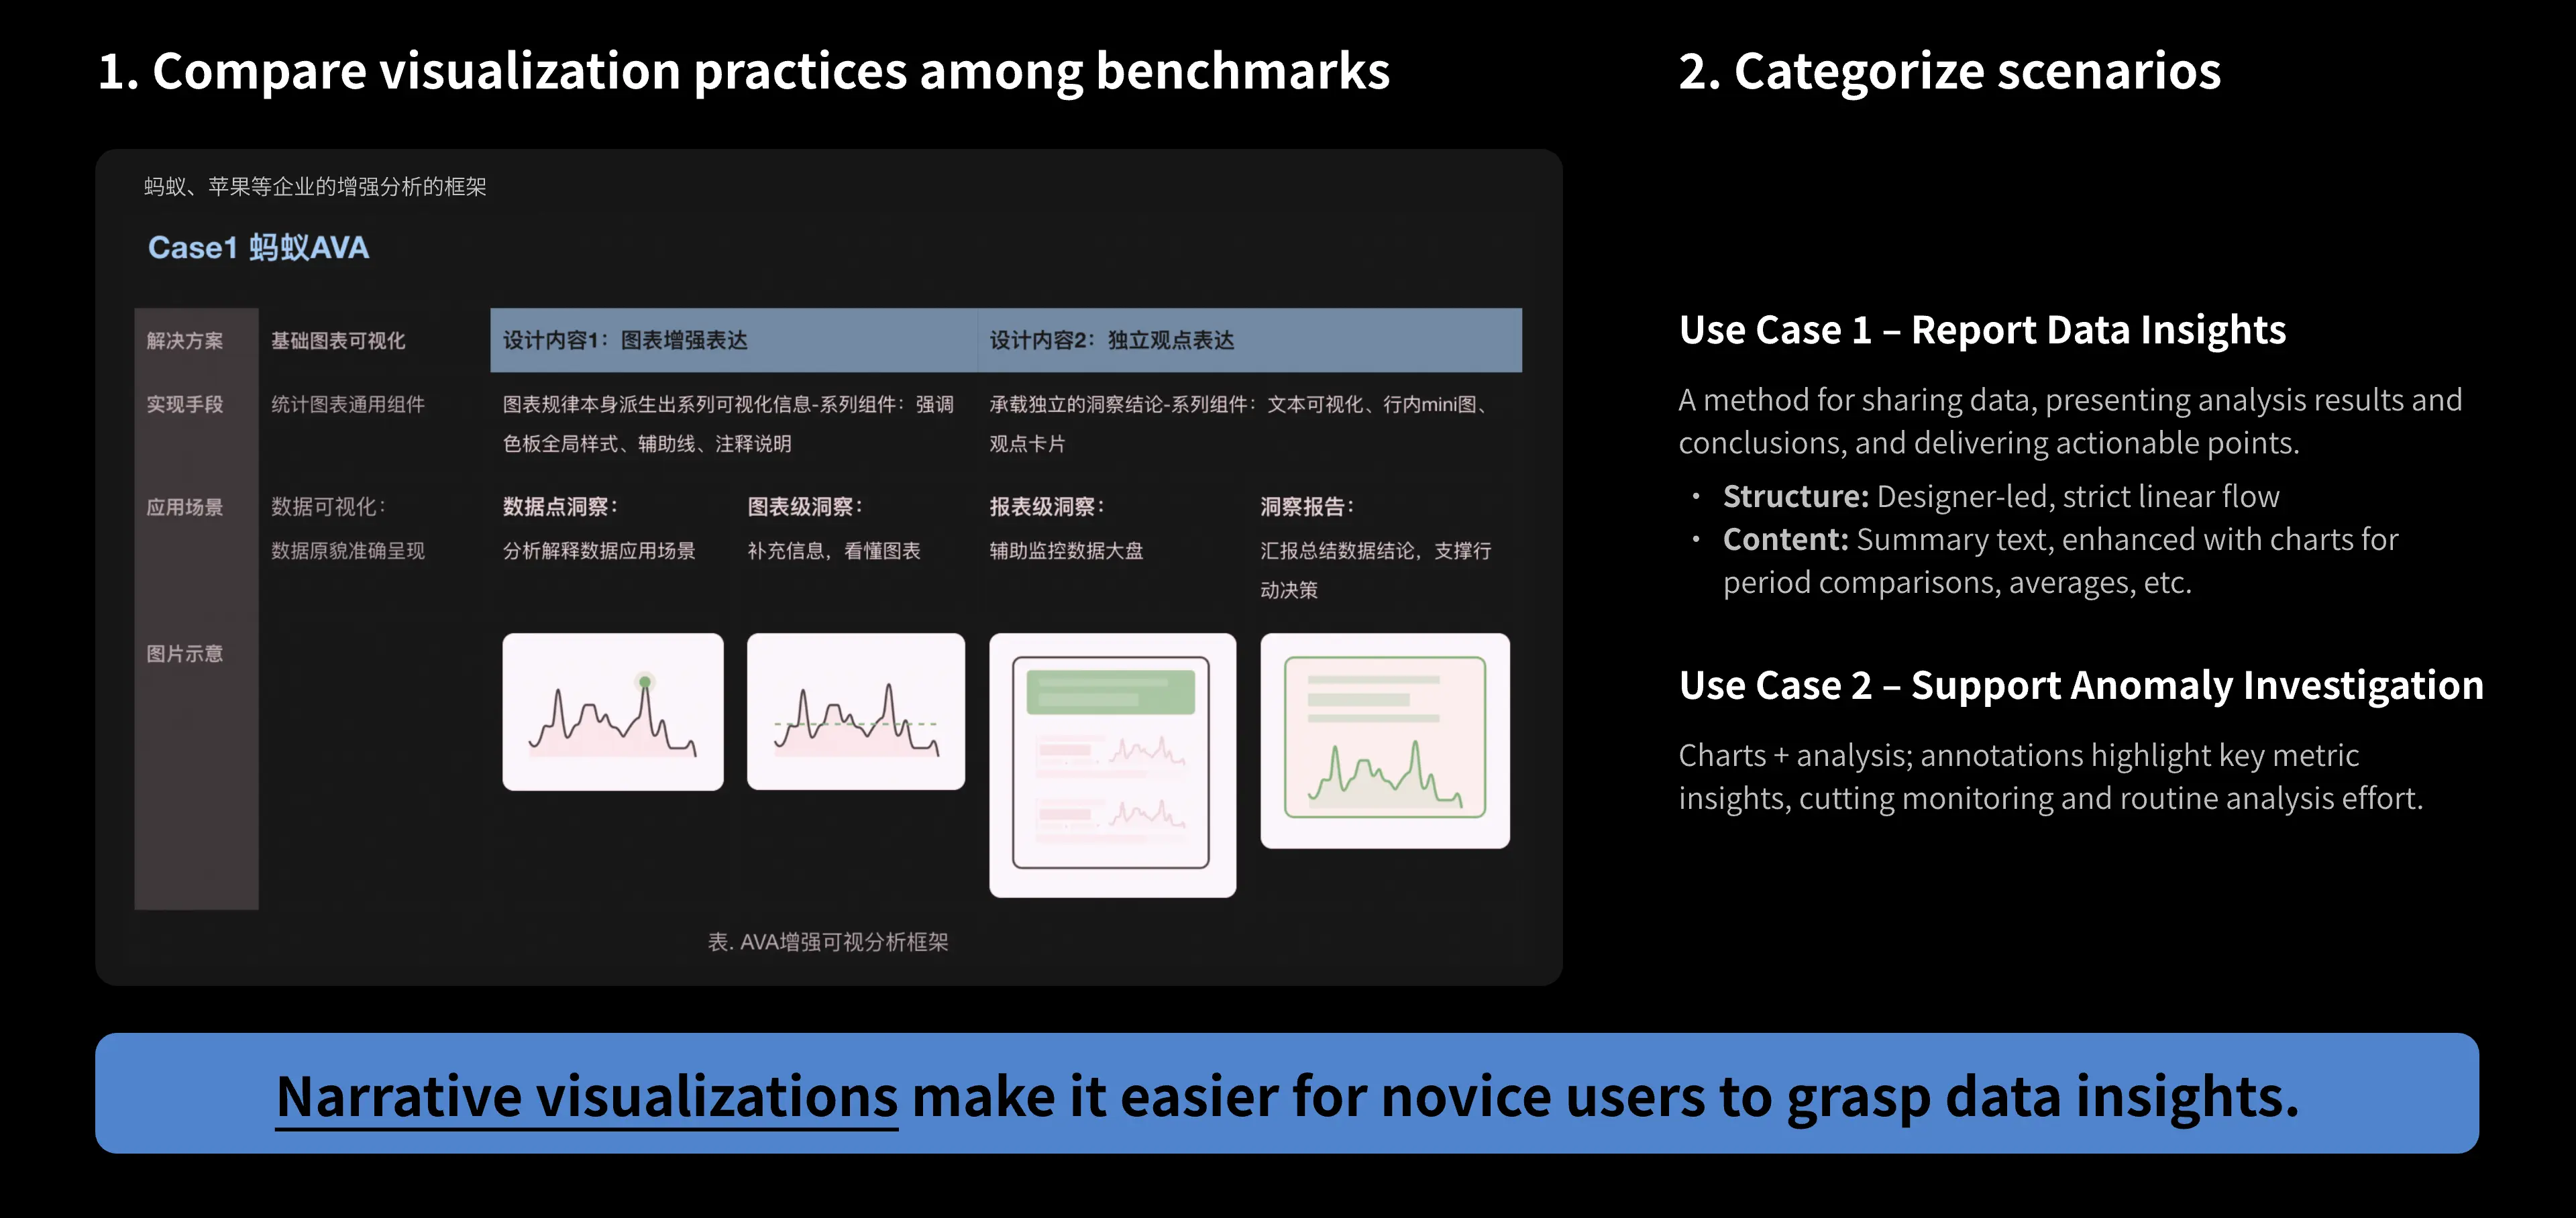 1. Compare visualization practices among benchmarks
蚂蚁、苹果等企业的增强分析的框架
Case1 蚂蚁AVA
解决方案
基础图表可视化
设计内容1：图表增强表达
设计内容2：独立观点表达
实现手段
统计图表通用组件
图表规律本身派生出系列可视化信息-系列组件：强调
色板全局样式、辅助线、注释说明
承载独立的洞察结论-系列组件：文本可视化、行内mini图、
观点卡片
应用场景
数据可视化：
数据原貌准确呈现
数据点洞察：
分析解释数据应用场景
图表级洞察：
补充信息，看懂图表
报表级洞察：
辅助监控数据大盘
洞察报告：
汇报总结数据结论，支撑行
动决策
图片示意
表. AVA增强可视分析框架
2. Categorize scenarios
Use Case 1 – Report Data Insights
A method for sharing data, presenting analysis results and
conclusions, and delivering actionable points.
• Structure: Designer-led, strict linear flow
• Content: Summary text, enhanced with charts for
period comparisons, averages, etc.
Use Case 2 – Support Anomaly Investigation
Charts + analysis; annotations highlight key metric
insights, cutting monitoring and routine analysis effort.
Narrative visualizations make it easier for novice users to grasp data insights.